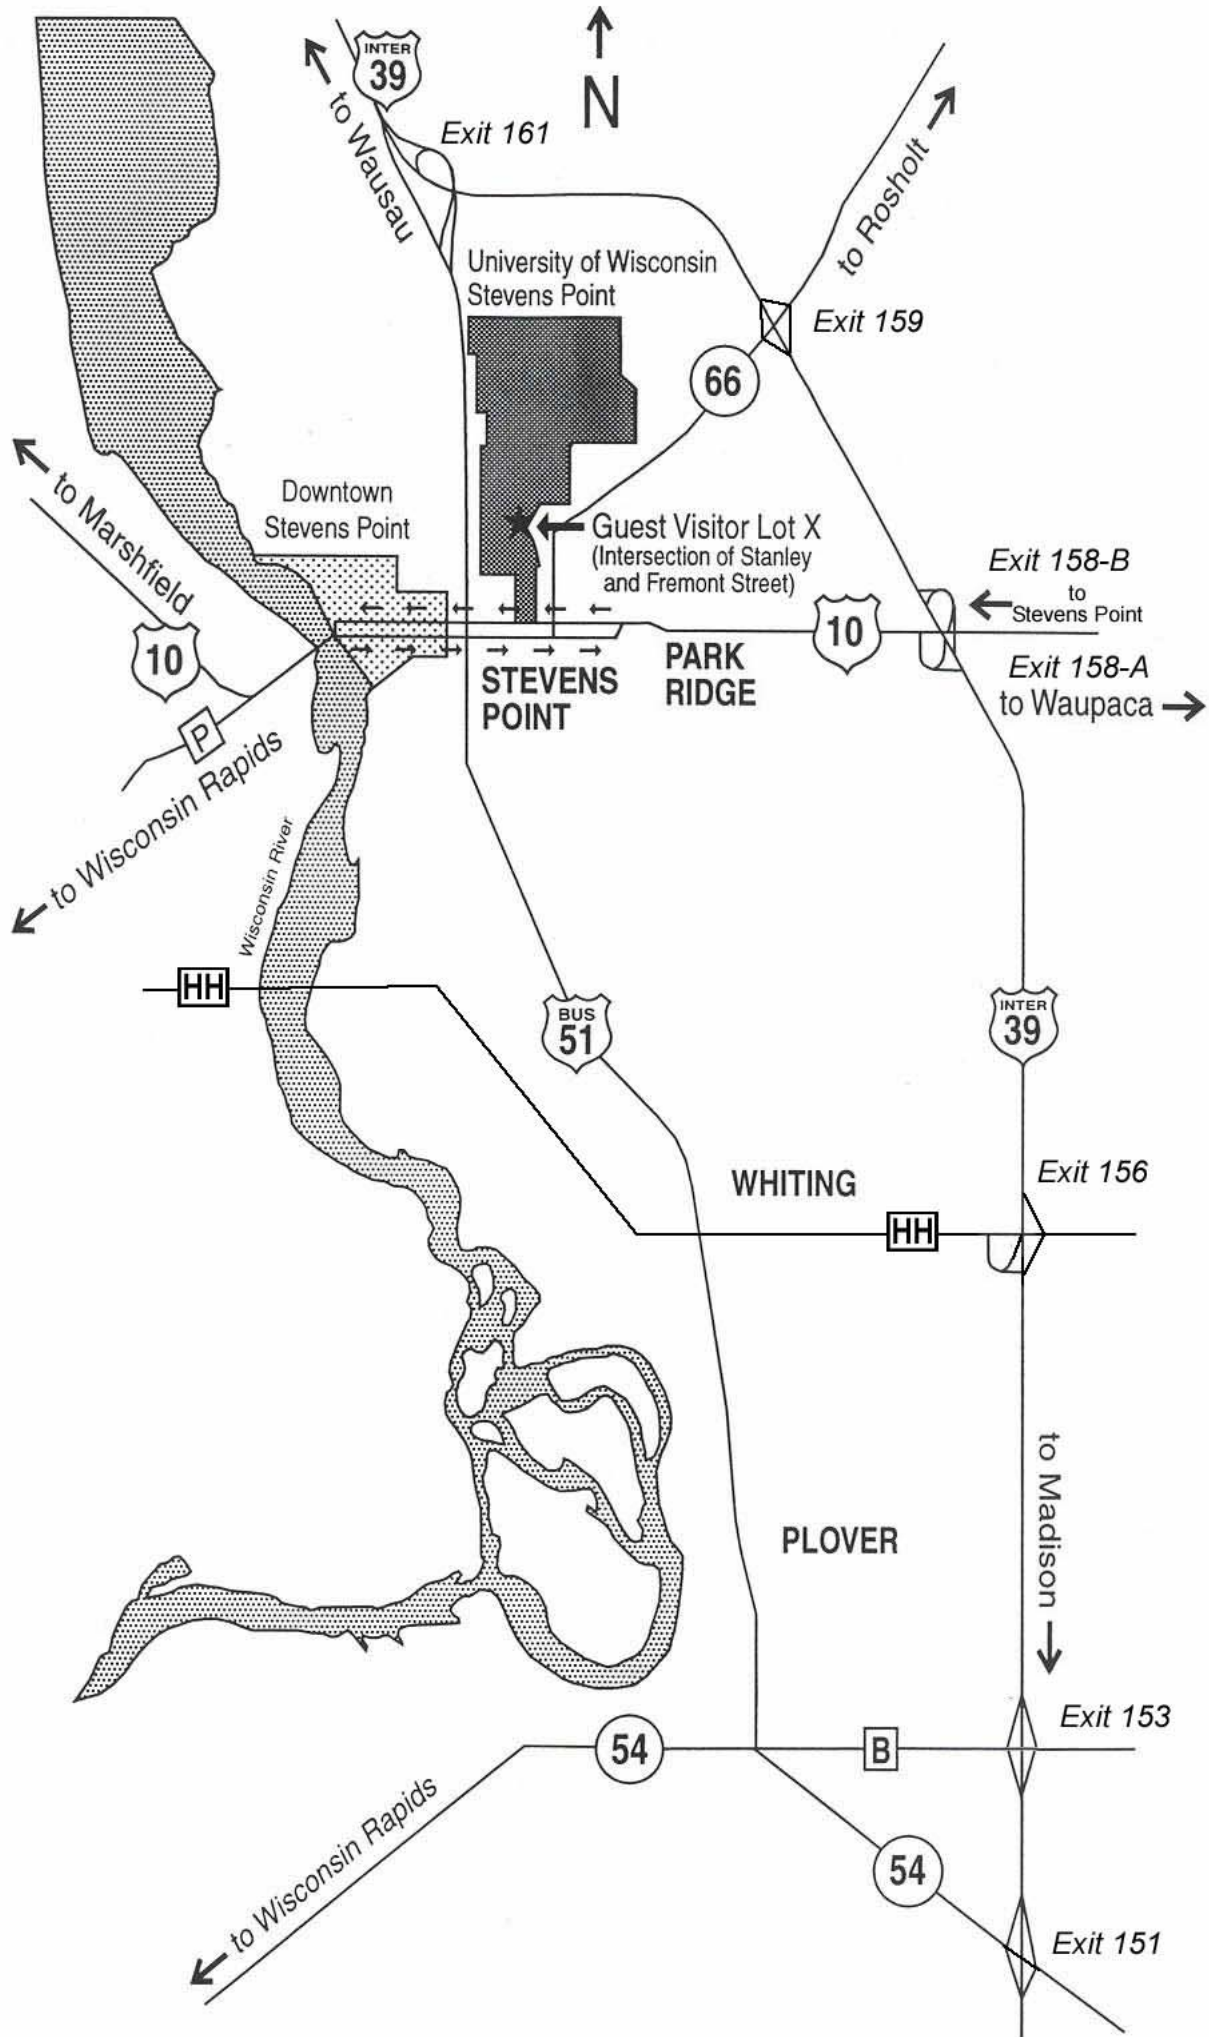 INTER
39
N
Exit 161
to Wausau
to Rosholt
University of Wisconsin
Stevens Point
Exit 159
66
to Marshfield
Downtown
Stevens Point
Guest Visitor Lot X
(Intersection of Stanley
and Fremont Street)
Exit 158-B
to
Stevens Point
10
10
PARK
RIDGE
STEVENS
POINT
Exit 158-A
to Waupaca
P
to Wisconsin Rapids
Wisconsin River
HH
BUS
51
INTER
39
Exit 156
WHITING
HH
to Madison
PLOVER
Exit 153
54
B
to Wisconsin Rapids
54
Exit 151